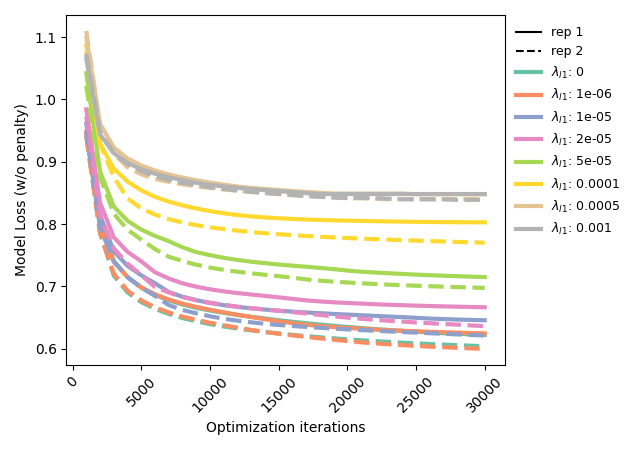 1.1
1.0
0.9
0.8
0.7
0.6
Model Loss (w/o penalty)
0
5000
10000
15000
20000
25000
30000
Optimization iterations
rep 1
rep 2
λl1: 0
λl1: 1e-06
λl1: 1e-05
λl1: 2e-05
λl1: 5e-05
λl1: 0.0001
λl1: 0.0005
λl1: 0.001